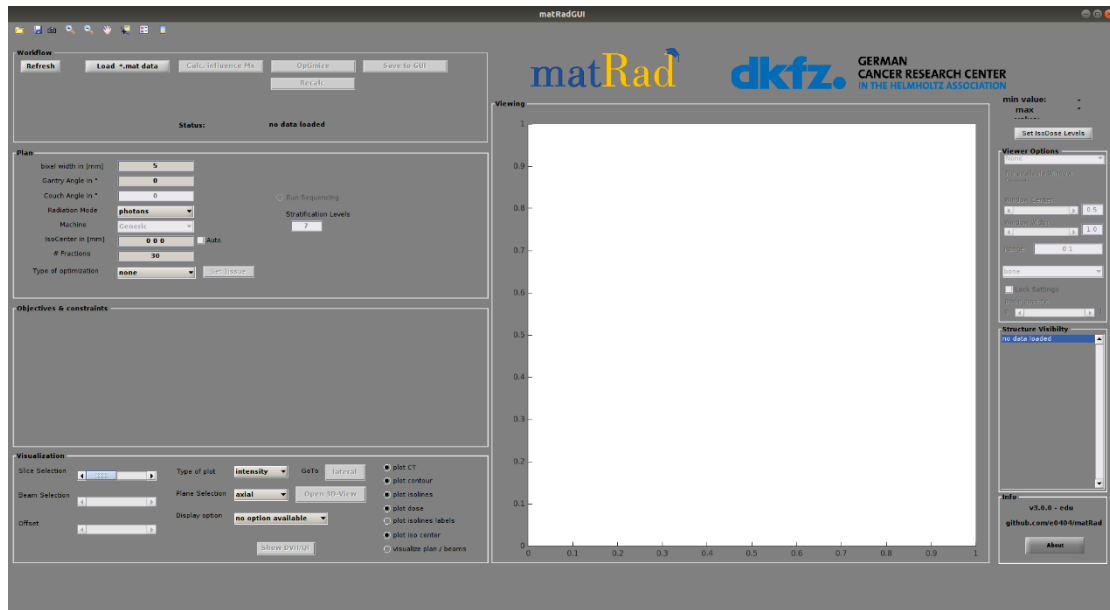 matRadGUI
Workflow
Refresh
Load *.mat data
Calc. influence Mx
Optimize
Save to GUI
Recalc
Status:
no data loaded
matRad
dkfz.
GERMAN
CANCER RESEARCH CENTER
IN THE HELMHOLTZ ASSOCIATION
Plan
bixel width in [mm]
5
Gantry Angle in °
0
Couch Angle in °
0
Radiation Mode
photons
Machine
Generic
IsoCenter in [mm]
0 0 0
Auto
# Fractions
30
Type of optimization
none
Set Tissue
Run Sequencing
Stratification Levels
7
Objectives & constraints
Visualization
Slice Selection
Beam Selection
Offset
Type of plot
intensity
GoTo
lateral
Plane Selection
axial
Open 3D-View
Display option
no option available
Show DVH/QI
plot CT
plot contour
plot isolines
plot dose
plot isolines labels
plot iso center
visualize plan / beams
Viewing
1
0.9
0.8
0.7
0.6
0.5
0.4
0.3
0.2
0.1
0
0 0.1 0.2 0.3 0.4 0.5 0.6 0.7 0.8 0.9 1
min value: -
max -
Set IsoDose Levels
Viewer Options
None
Window Center
0.5
Window Width
1.0
Range
0 1
bone
Lock Settings
Structure Visibilty
no data loaded
Info
v3.0.0 - edu
github.com/e0404/matRad
About